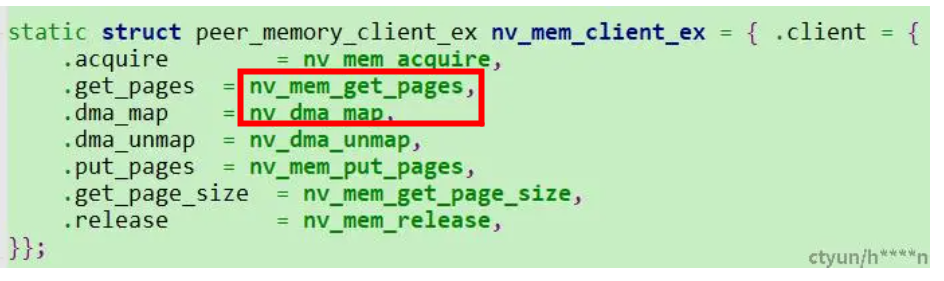 static struct peer_memory_client_ex nv_mem_client_ex = { .client = {
    .acquire        = nv_mem_acquire,
    .get_pages  = nv_mem_get_pages,
    .dma_map    = nv_dma_map,
    .dma_unmap  = nv_dma_unmap,
    .put_pages  = nv_mem_put_pages,
    .get_page_size  = nv_mem_get_page_size,
    .release        = nv_mem_release,
}};
ctyun/h****n